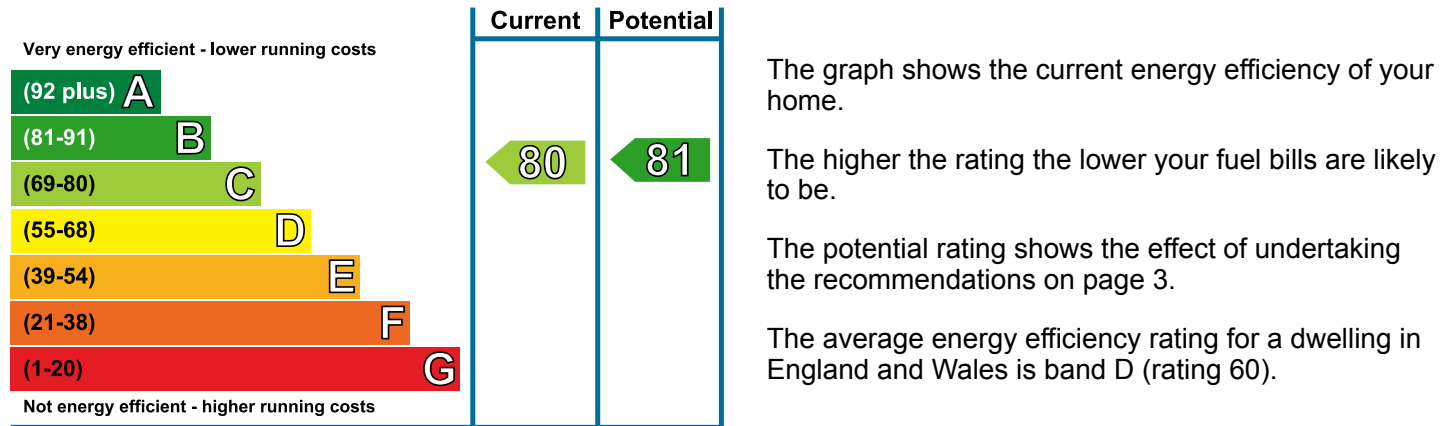 Current Potential
Very energy efficient - lower running costs
(92 plus) A
(81-91) B
(69-80) C
(55-68) D
(39-54) E
(21-38) F
(1-20) G
Not energy efficient - higher running costs
80 81
The graph shows the current energy efficiency of your
home.
The higher the rating the lower your fuel bills are likely
to be.
The potential rating shows the effect of undertaking
the recommendations on page 3.
The average energy efficiency rating for a dwelling in
England and Wales is band D (rating 60).